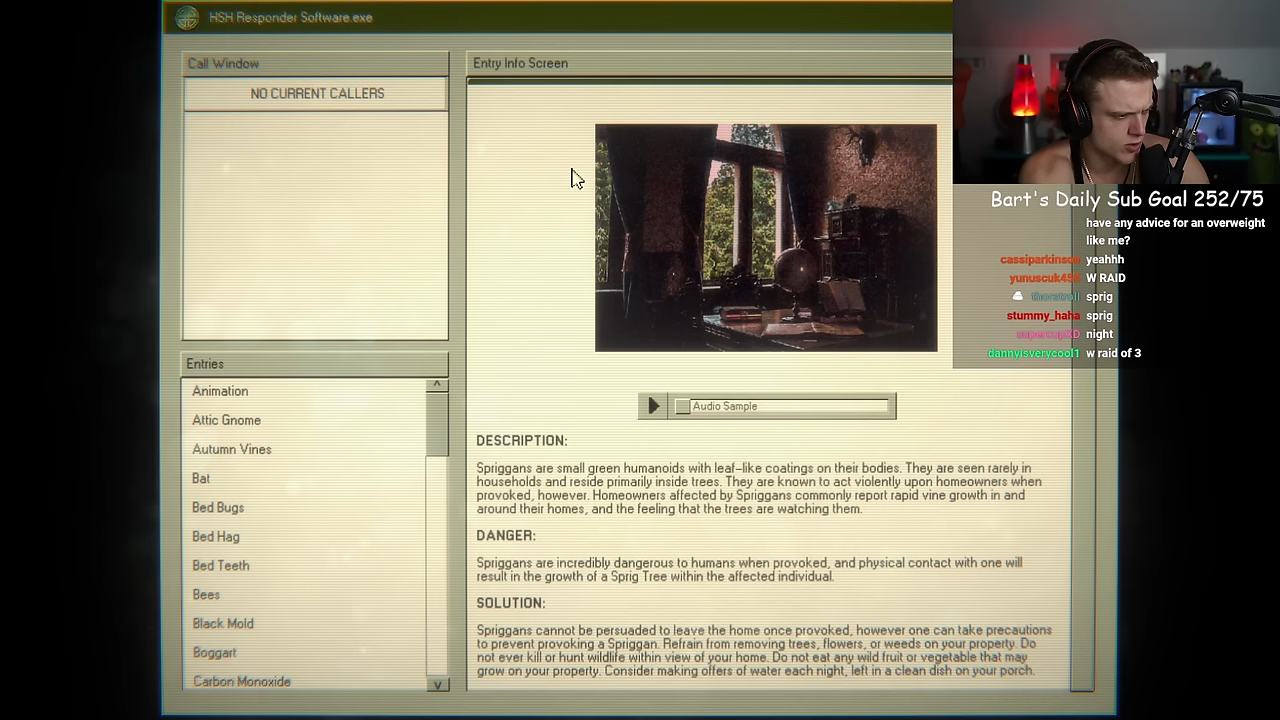 HSH Responder Software.exe
Call Window
NO CURRENT CALLERS
Entries
Animation
Attic Gnome
Autumn Vines
Bat
Bed Bugs
Bed Hag
Bed Teeth
Bees
Black Mold
Boggart
Carbon Monoxide
Entry Info Screen
Audio Sample
DESCRIPTION:
Spriggans are small green humanoids with leaf-like coatings on their bodies. They are seen rarely in
households and reside primarily inside trees. They are known to act violently upon homeowners when
provoked, however. Homeowners affected by Spriggans commonly report rapid vine growth in and
around their homes, and the feeling that the trees are watching them.
DANGER:
Spriggans are incredibly dangerous to humans when provoked, and physical contact with one will
result in the growth of a Sprig Tree within the affected individual.
SOLUTION:
Spriggans cannot be persuaded to leave the home once provoked, however one can take precautions
to prevent provoking a Spriggan. Refrain from removing trees, flowers, or weeds on your property. Do
not ever kill or hunt wildlife within view of your home. Do not eat any wild fruit or vegetable that may
grow on your property. Consider making offers of water each night, left in a clean dish on your porch.
Bart's Daily Sub Goal 252/75
have any advice for an overweight
like me?
yeahhh
W RAID
sprig
stummy_haha sprig
night
dannyisverycool1 w raid of 3